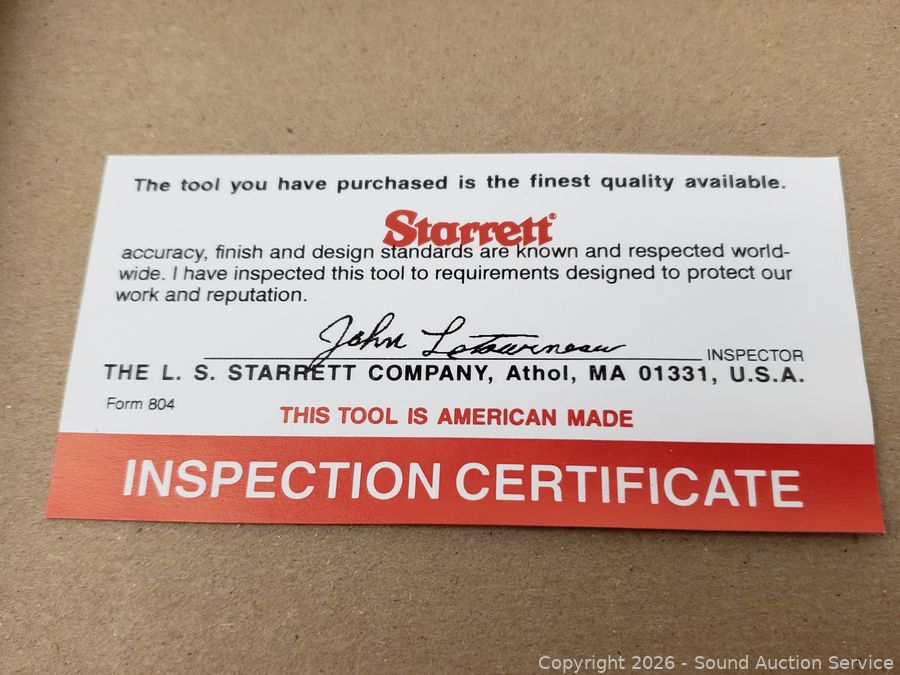 The tool you have purchased is the finest quality available.
Starrett®
accuracy, finish and design standards are known and respected world-
wide. I have inspected this tool to requirements designed to protect our
work and reputation.
John Letourneau
INSPECTOR
THE L. S. STARRETT COMPANY, Athol, MA 01331, U.S.A.
Form 804
THIS TOOL IS AMERICAN MADE
INSPECTION CERTIFICATE
Copyright 2026 - Sound Auction Service